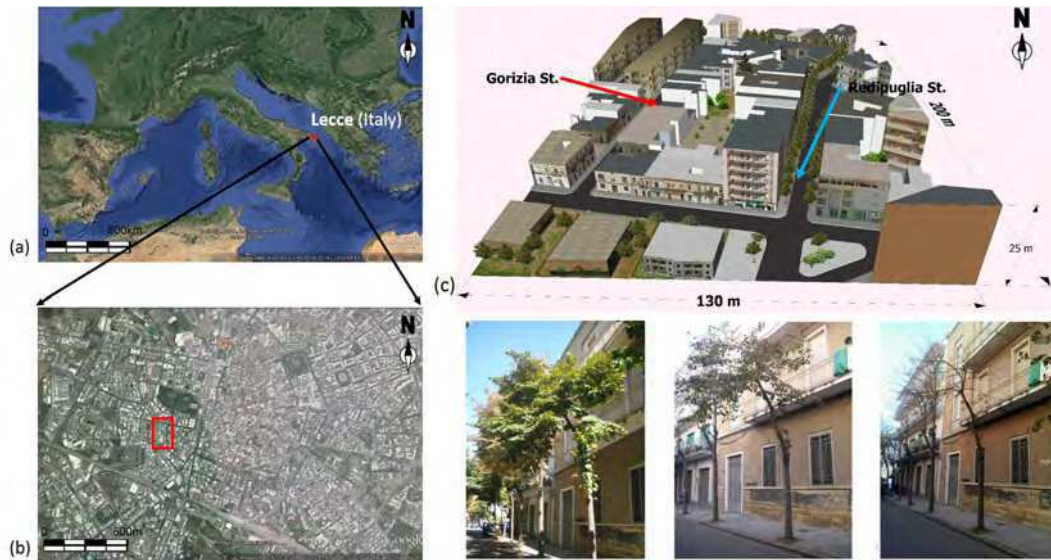 N
Lecce (Italy)
0
800km
(a)
N
0
600m
(b)
N
Gorizia St.
Redipuglia St.
200 m
25 m
(c)
130 m